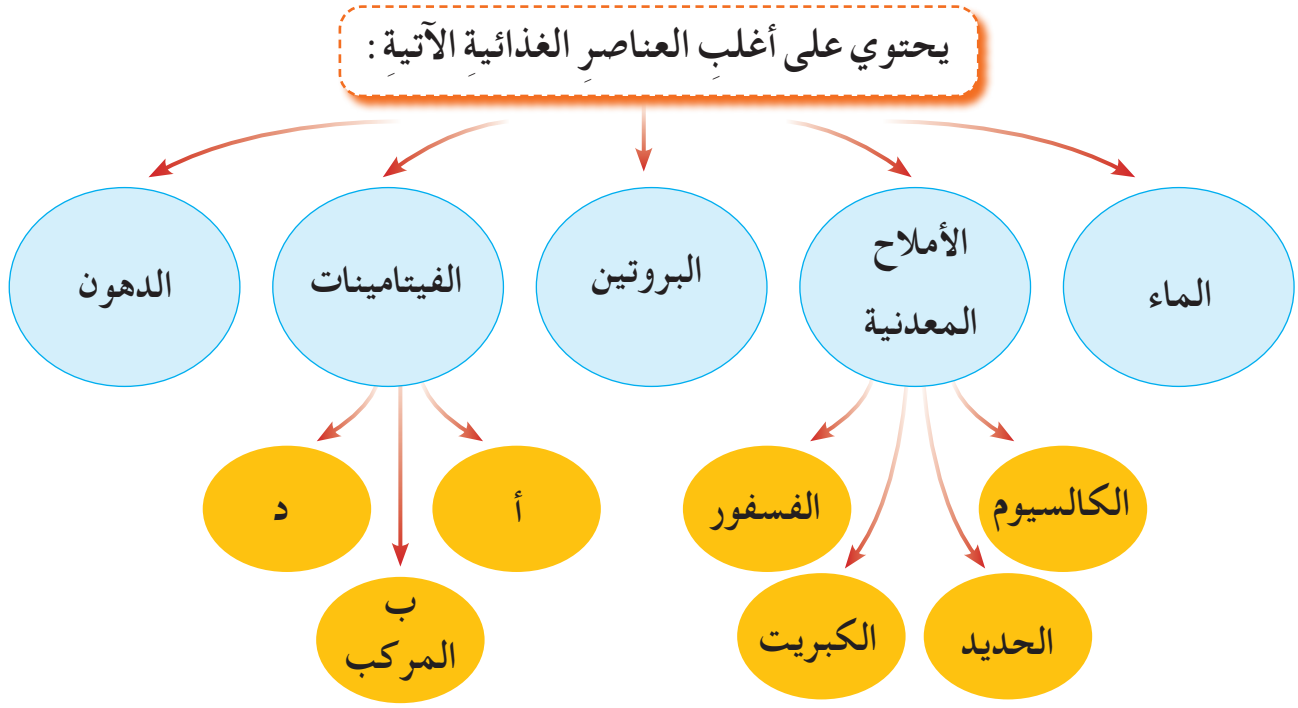 يحتوي على أغلبِ العناصرِ الغذائيةِ الآتيةِ :
الماء
الأملاح
المعدنية
البروتين
الفيتامينات
الدهون
الكالسيوم
الحديد
الكبريت
الفسفور
أ
ب
المركب
د